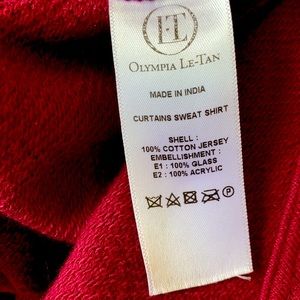 LT
OLYMPIA LE-TAN
MADE IN INDIA
CURTAINS SWEAT SHIRT
SHELL :
100% COTTON JERSEY
EMBELLISHMENT :
E1 : 100% GLASS
E2 : 100% ACRYLIC
P